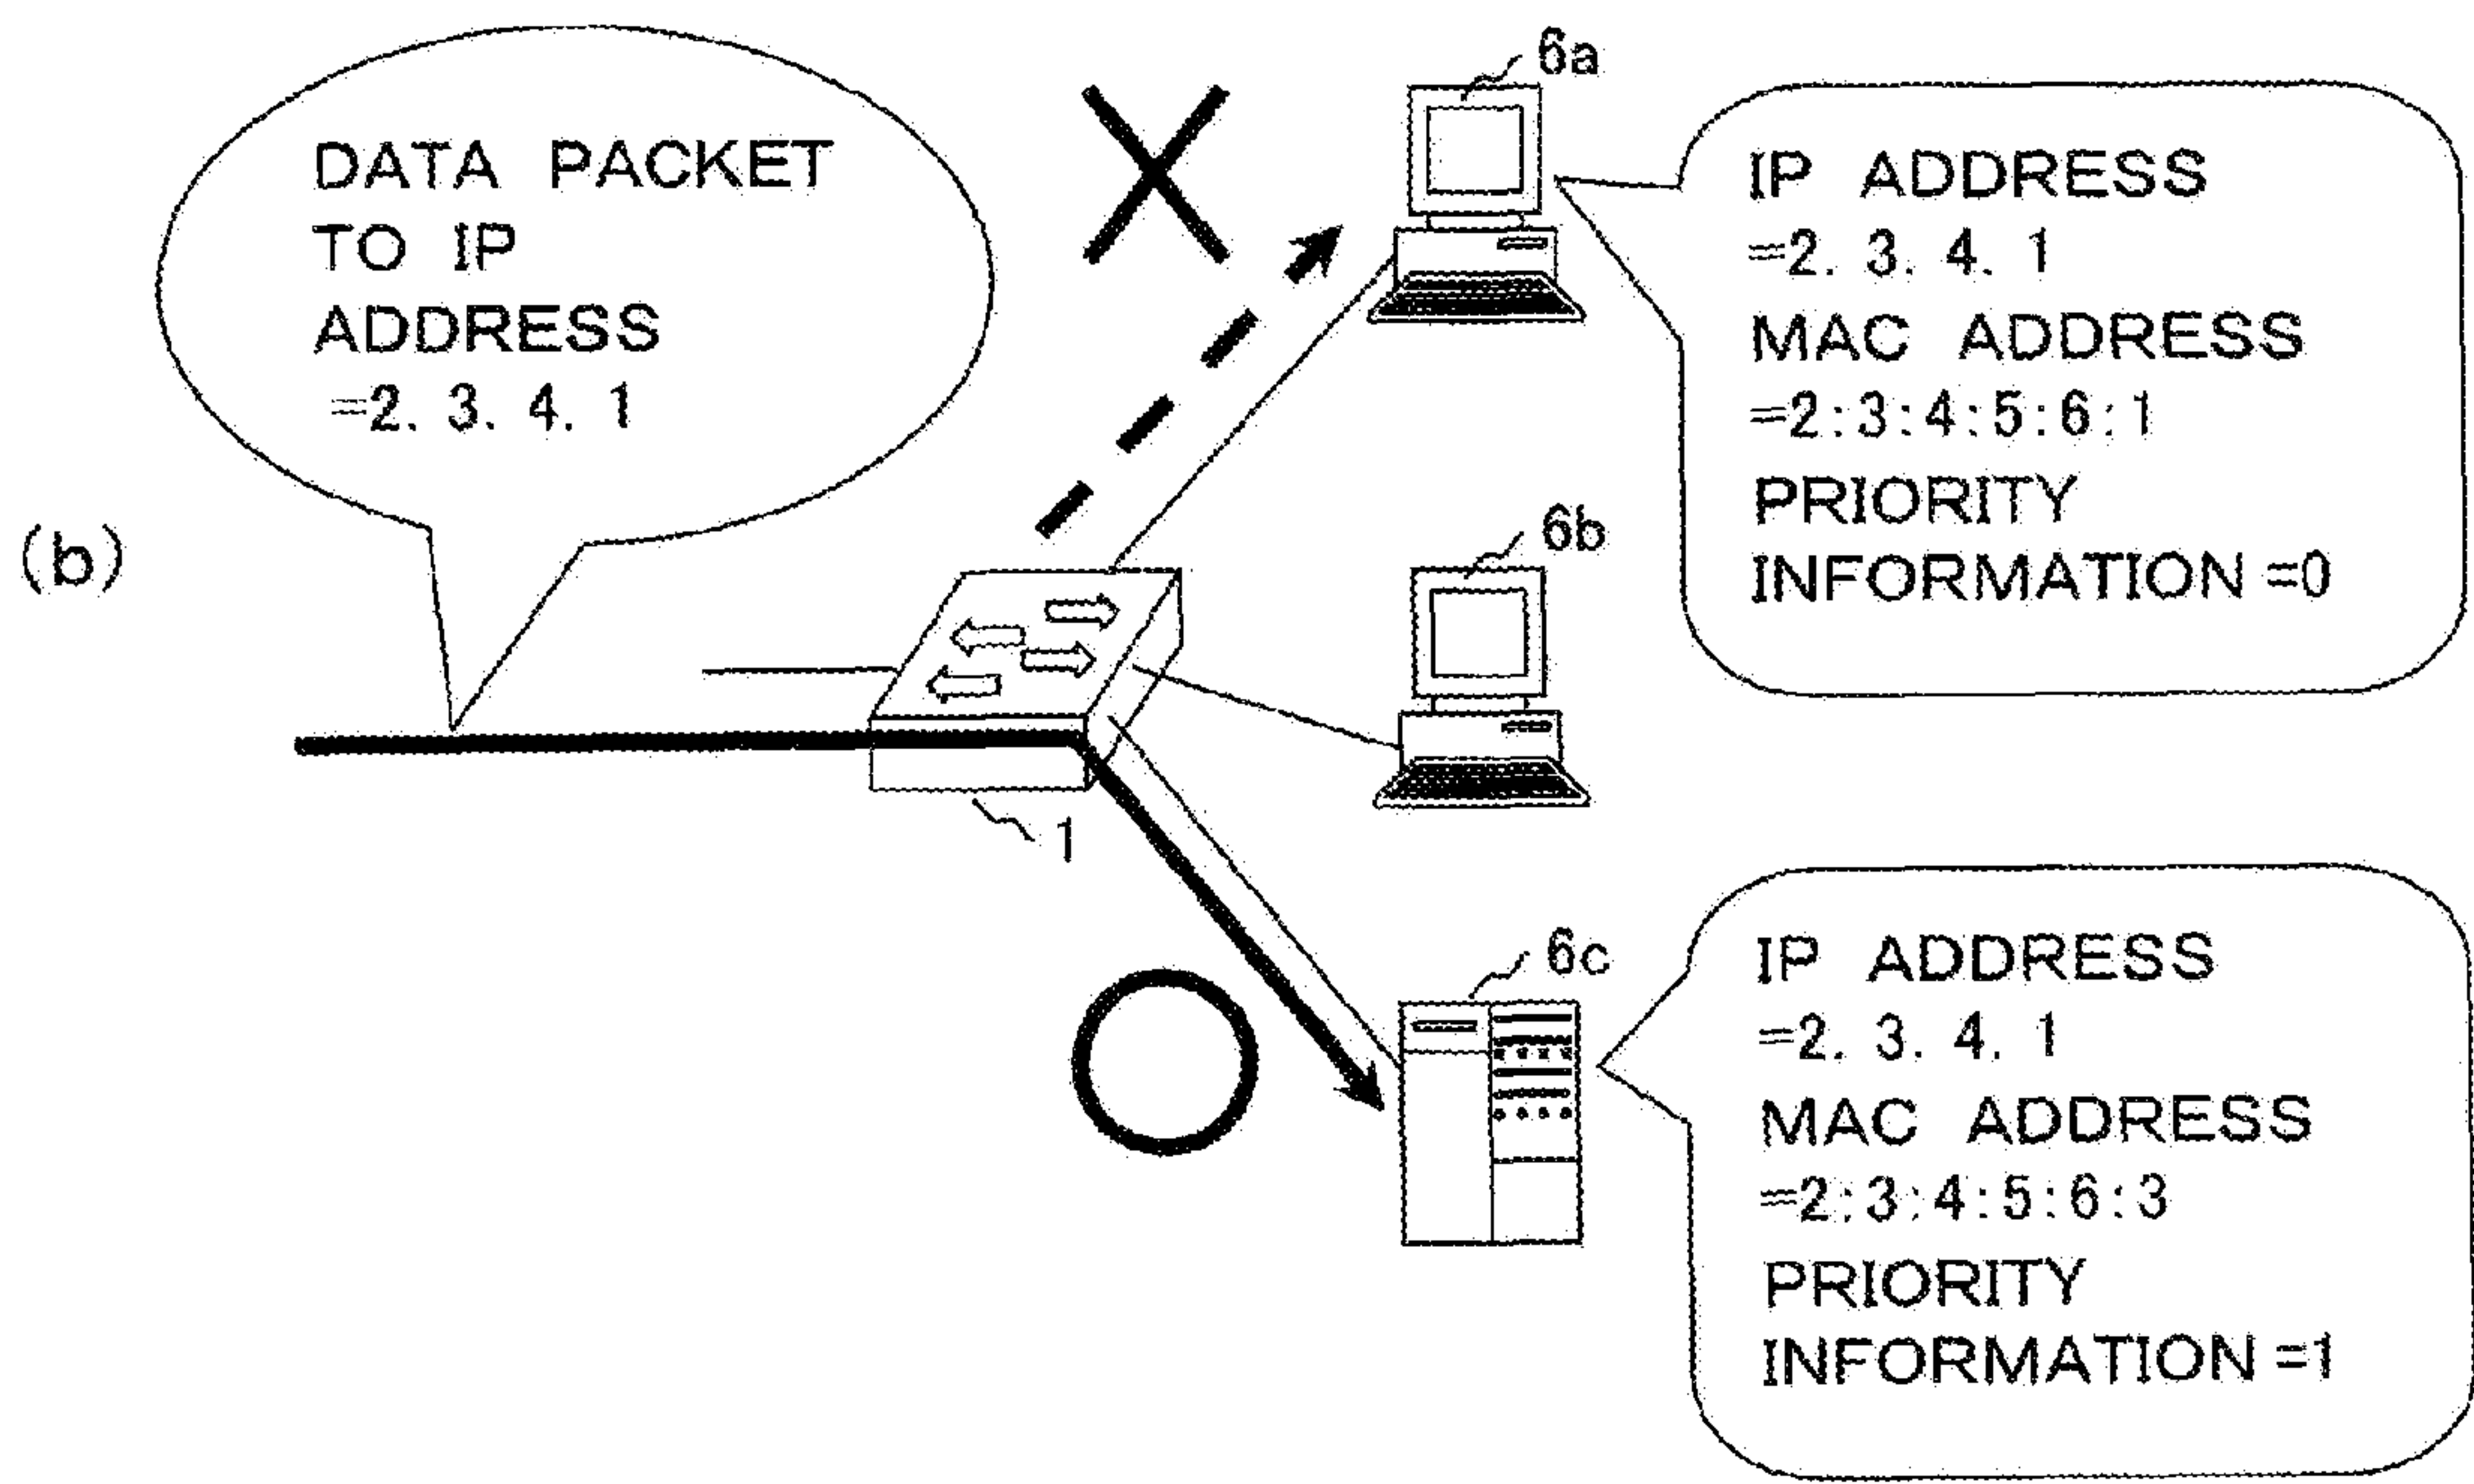 (b)
DATA PACKET
TO IP
ADDRESS
=2. 3. 4. 1
6a
IP ADDRESS
=2. 3. 4. 1
MAC ADDRESS
=2:3:4:5:6:1
PRIORITY
INFORMATION =0
6b
1
6c
IP ADDRESS
=2. 3. 4. 1
MAC ADDRESS
=2:3:4:5:6:3
PRIORITY
INFORMATION =1